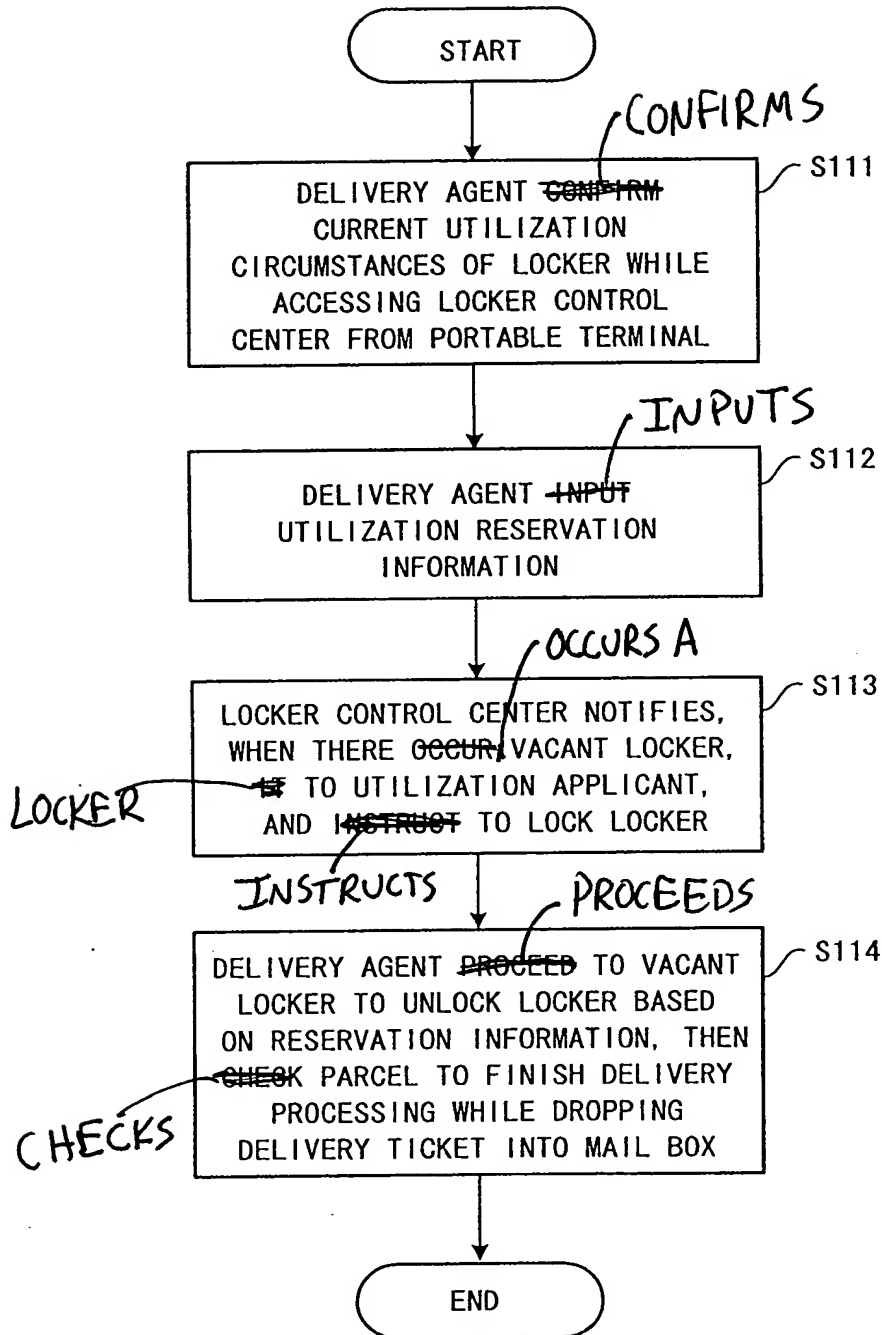 START
CONFIRMS
S111
DELIVERY AGENT CONFIRM
CURRENT UTILIZATION
CIRCUMSTANCES OF LOCKER WHILE
ACCESSING LOCKER CONTROL
CENTER FROM PORTABLE TERMINAL
INPUTS
S112
DELIVERY AGENT INPUT
UTILIZATION RESERVATION
INFORMATION
OCCURS A
S113
LOCKER CONTROL CENTER NOTIFIES,
WHEN THERE OCCUR VACANT LOCKER,
LOCKER
IT TO UTILIZATION APPLICANT,
AND INSTRUCT TO LOCK LOCKER
INSTRUCTS
PROCEEDS
S114
DELIVERY AGENT PROCEED TO VACANT
LOCKER TO UNLOCK LOCKER BASED
ON RESERVATION INFORMATION, THEN
CHECK PARCEL TO FINISH DELIVERY
CHECKS
PROCESSING WHILE DROPPING
DELIVERY TICKET INTO MAIL BOX
END